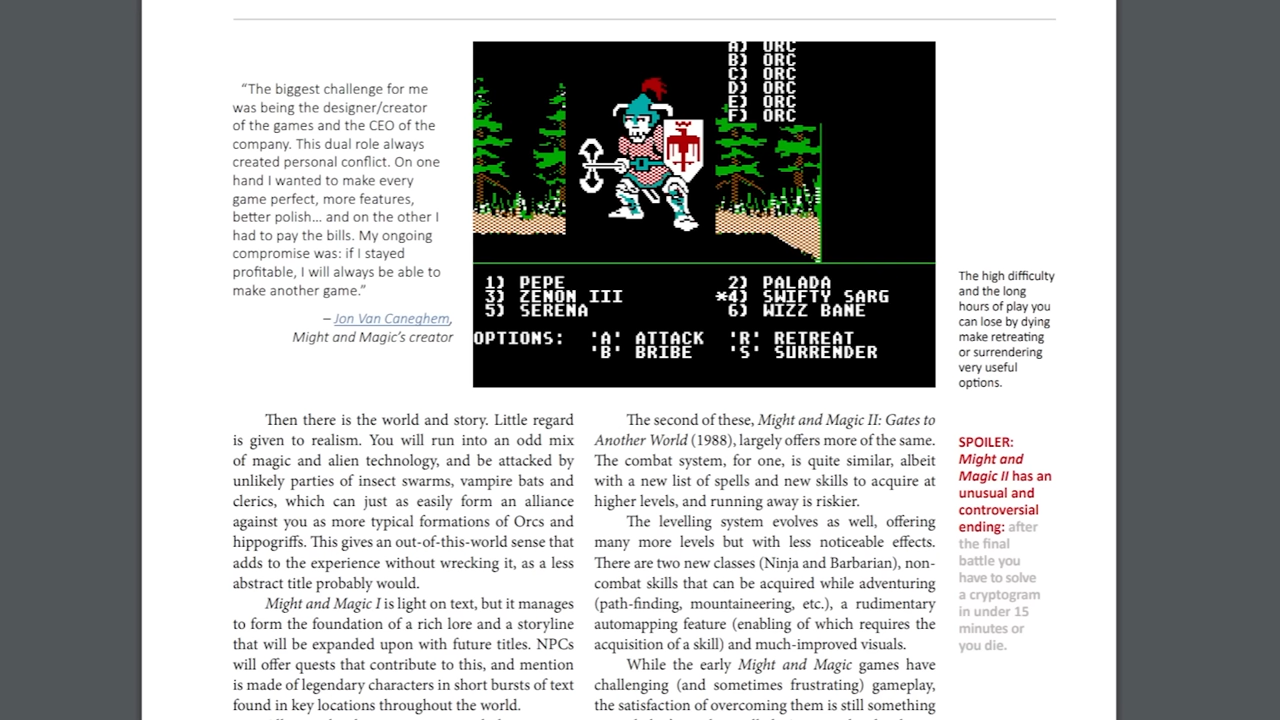 “The biggest challenge for me
was being the designer/creator
of the games and the CEO of the
company. This dual role always
created personal conflict. On one
hand I wanted to make every
game perfect, more features,
better polish... and on the other I
had to pay the bills. My ongoing
compromise was: if I stayed
profitable, I will always be able to
make another game.”
– Jon Van Caneghem,
Might and Magic’s creator
A) ORC
B) ORC
C) ORC
D) ORC
E) ORC
F) ORC
1) PEPE 2) PALADA
3) ZENON III *4) SWIFTY SARG
5) SERENA 6) WIZZ BANE
OPTIONS: 'A' ATTACK 'R' RETREAT
'B' BRIBE 'S' SURRENDER
The high difficulty
and the long
hours of play you
can lose by dying
make retreating
or surrendering
very useful
options.
Then there is the world and story. Little regard
is given to realism. You will run into an odd mix
of magic and alien technology, and be attacked by
unlikely parties of insect swarms, vampire bats and
clerics, which can just as easily form an alliance
against you as more typical formations of Orcs and
hippogriffs. This gives an out-of-this-world sense that
adds to the experience without wrecking it, as a less
abstract title probably would.
Might and Magic I is light on text, but it manages
to form the foundation of a rich lore and a storyline
that will be expanded upon with future titles. NPCs
will offer quests that contribute to this, and mention
is made of legendary characters in short bursts of text
found in key locations throughout the world.
The second of these, Might and Magic II: Gates to
Another World (1988), largely offers more of the same.
The combat system, for one, is quite similar, albeit
with a new list of spells and new skills to acquire at
higher levels, and running away is riskier.
The levelling system evolves as well, offering
many more levels but with less noticeable effects.
There are two new classes (Ninja and Barbarian), non-
combat skills that can be acquired while adventuring
(path-finding, mountaineering, etc.), a rudimentary
automapping feature (enabling of which requires the
acquisition of a skill) and much-improved visuals.
While the early Might and Magic games have
challenging (and sometimes frustrating) gameplay,
the satisfaction of overcoming them is still something
SPOILER:
Might and
Magic II has an
unusual and
controversial
ending: after
the final
battle you
have to solve
a cryptogram
in under 15
minutes or
you die.